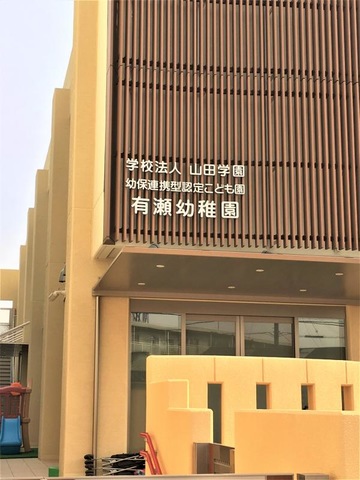 学校法人 山田学園
幼保連携型認定こども園
有瀬幼稚園